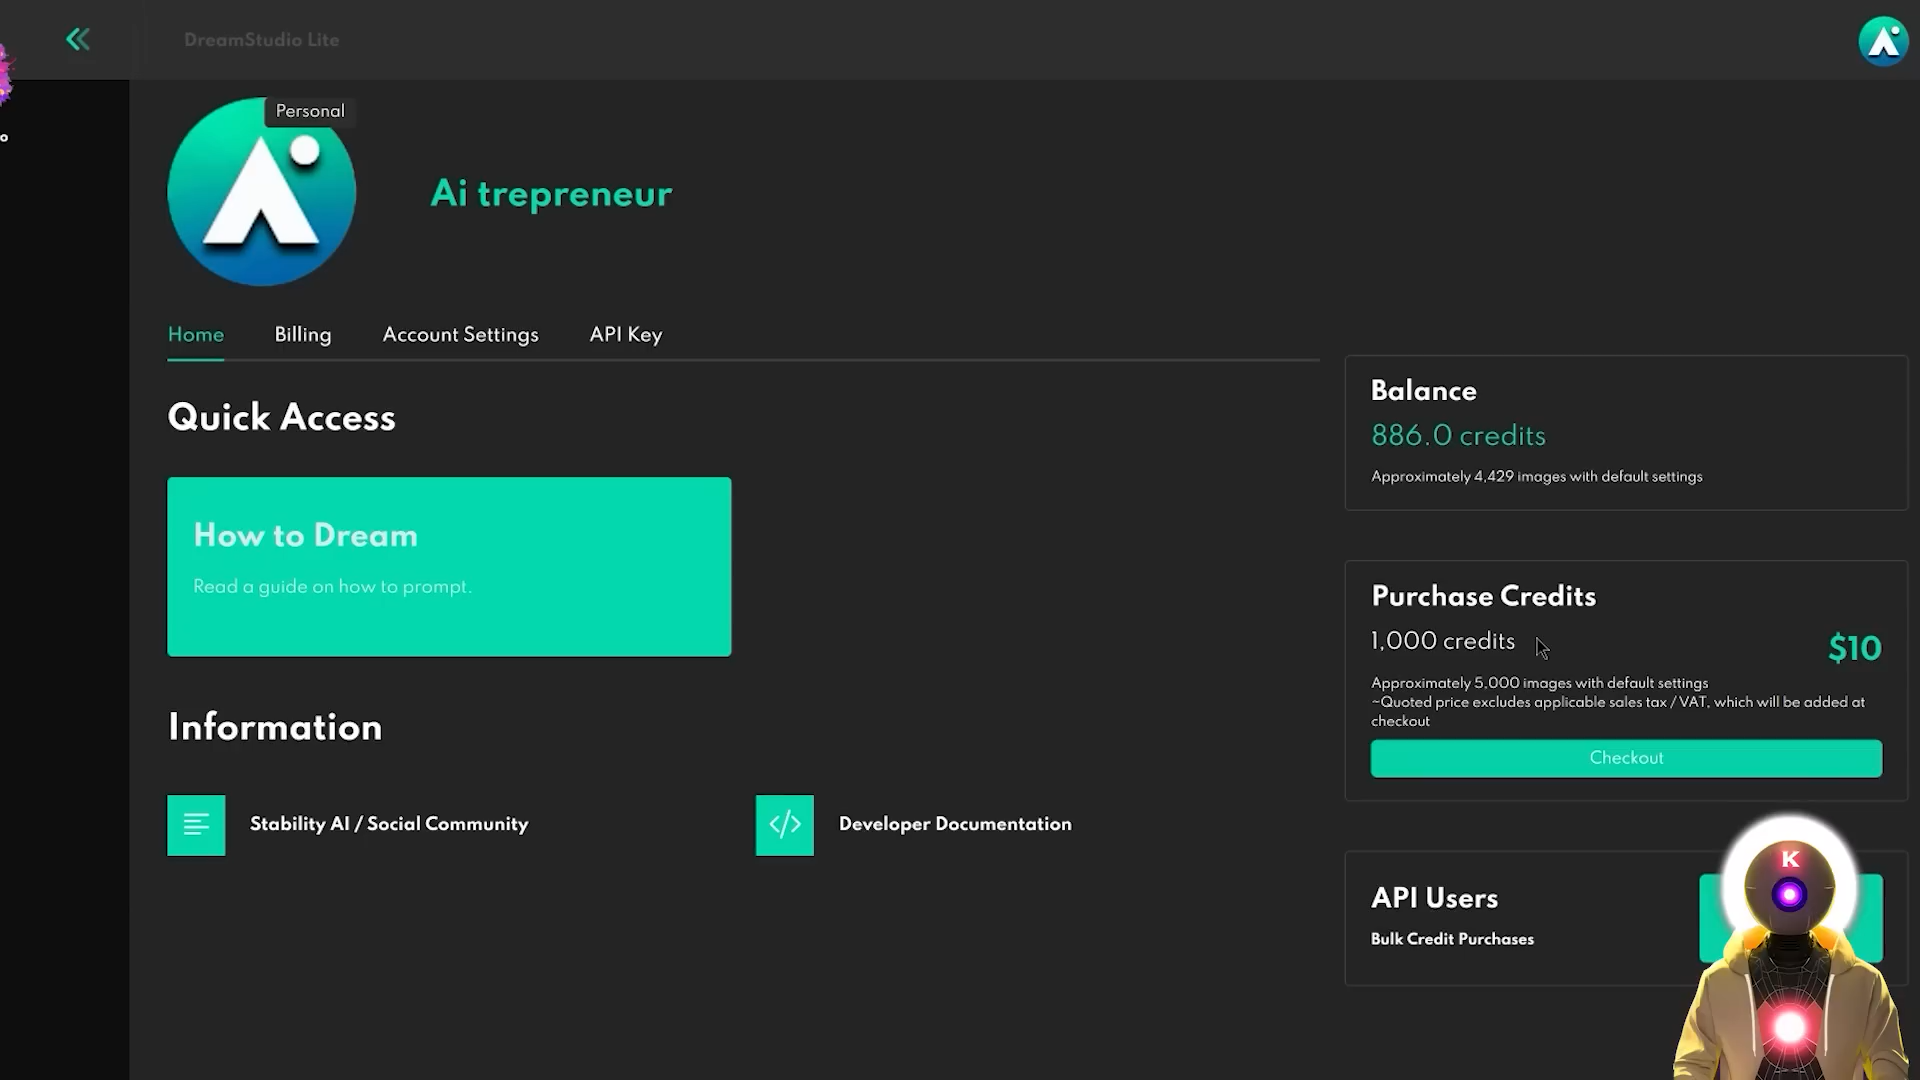 DreamStudio Lite
o
Personal
Ai trepreneur
Home Billing Account Settings API Key
Quick Access
How to Dream
Read a guide on how to prompt.
Information
Stability AI / Social Community
</> Developer Documentation
Balance
886.0 credits
Approximately 4,429 images with default settings
Purchase Credits
1,000 credits
$10
Approximately 5,000 images with default settings
~Quoted price excludes applicable sales tax / VAT, which will be added at
checkout
Checkout
API Users
Bulk Credit Purchases
K